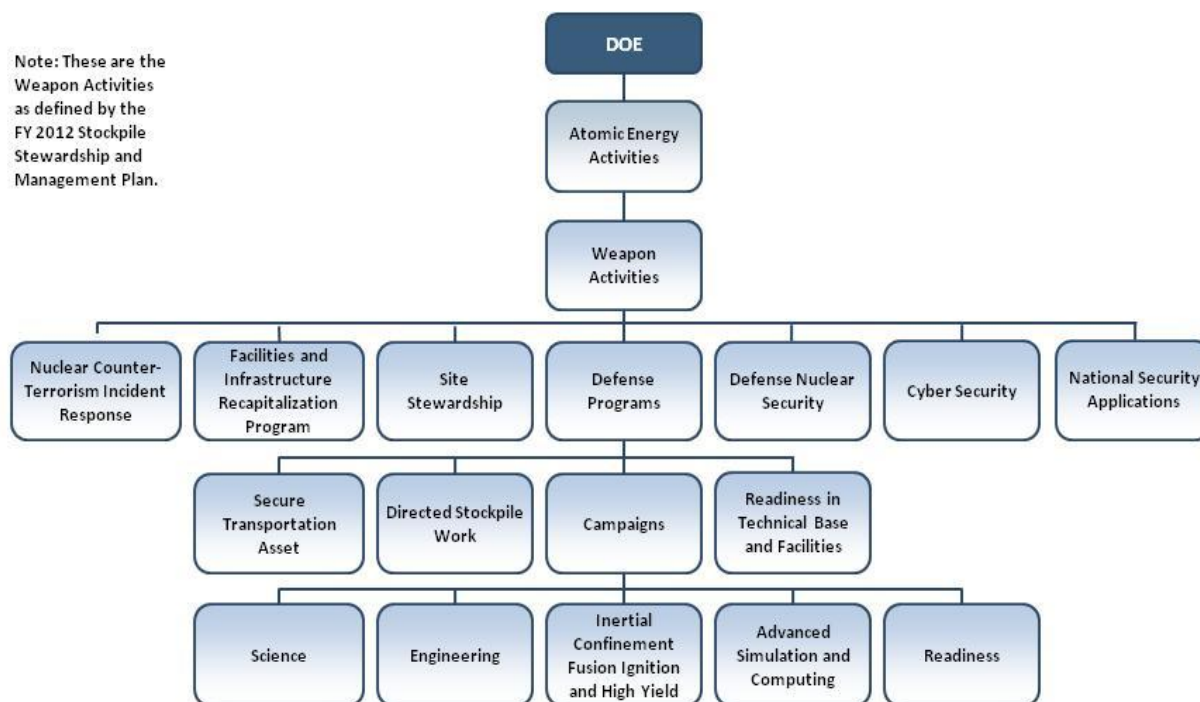 Note: These are the
Weapon Activities
as defined by the
FY 2012 Stockpile
Stewardship and
Management Plan.
DOE
Atomic Energy
Activities
Weapon
Activities
Nuclear Counter-
Terrorism Incident
Response
Facilities and
Infrastructure
Recapitalization
Program
Site
Stewardship
Defense
Programs
Defense Nuclear
Security
Cyber Security
National Security
Applications
Secure
Transportation
Asset
Directed Stockpile
Work
Campaigns
Readiness in
Technical Base
and Facilities
Science
Engineering
Inertial
Confinement
Fusion Ignition
and High Yield
Advanced
Simulation and
Computing
Readiness